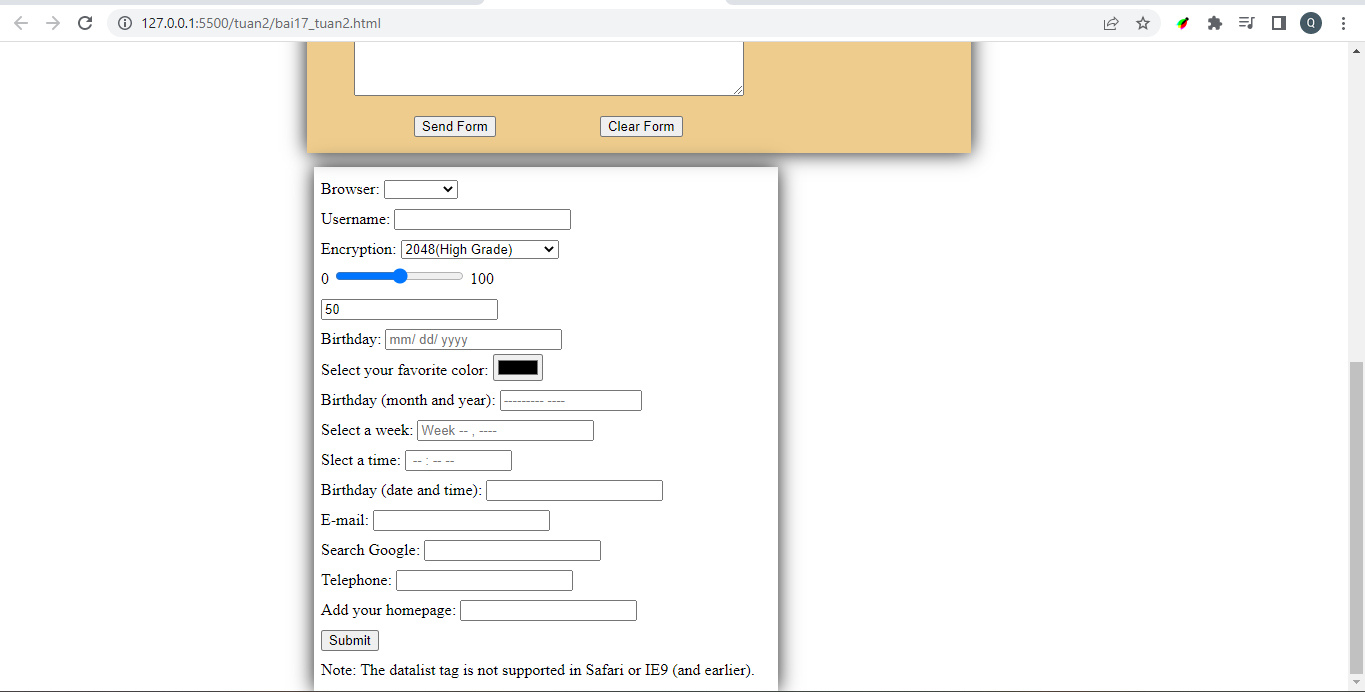 127.0.0.1:5500/tuan2/bai17_tuan2.html
Q
Send Form Clear Form
Browser:
Username:
Encryption: 2048(High Grade)
0 100
50
Birthday: mm/ dd/ yyyy
Select your favorite color:
Birthday (month and year): --------- ----
Select a week: Week -- , ----
Slect a time: -- : -- --
Birthday (date and time):
E-mail:
Search Google:
Telephone:
Add your homepage:
Submit
Note: The datalist tag is not supported in Safari or IE9 (and earlier).